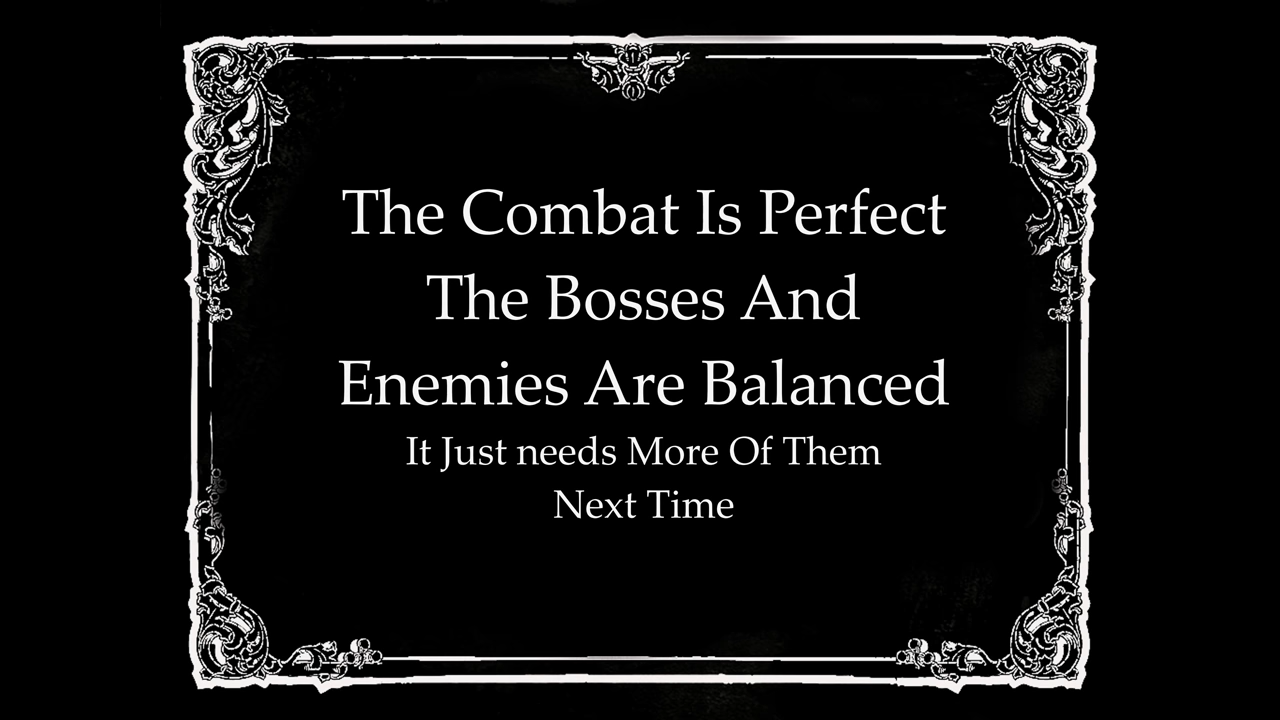 The Combat Is Perfect
The Bosses And
Enemies Are Balanced
It Just needs More Of Them
Next Time